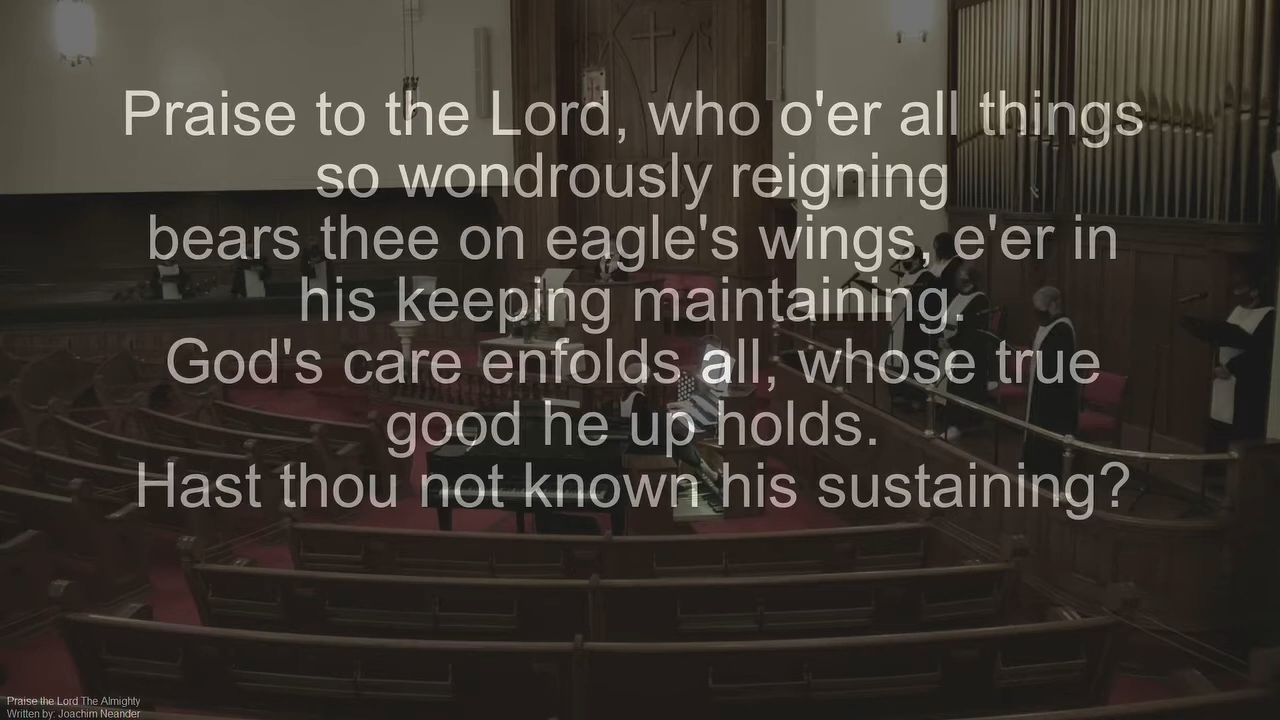 Praise to the Lord, who o'er all things
so wondrously reigning
bears thee on eagle's wings, e'er in
his keeping maintaining.
God's care enfolds all, whose true
good he up holds.
Hast thou not known his sustaining?
Praise the Lord The Almighty
Written by: Joachim Neander